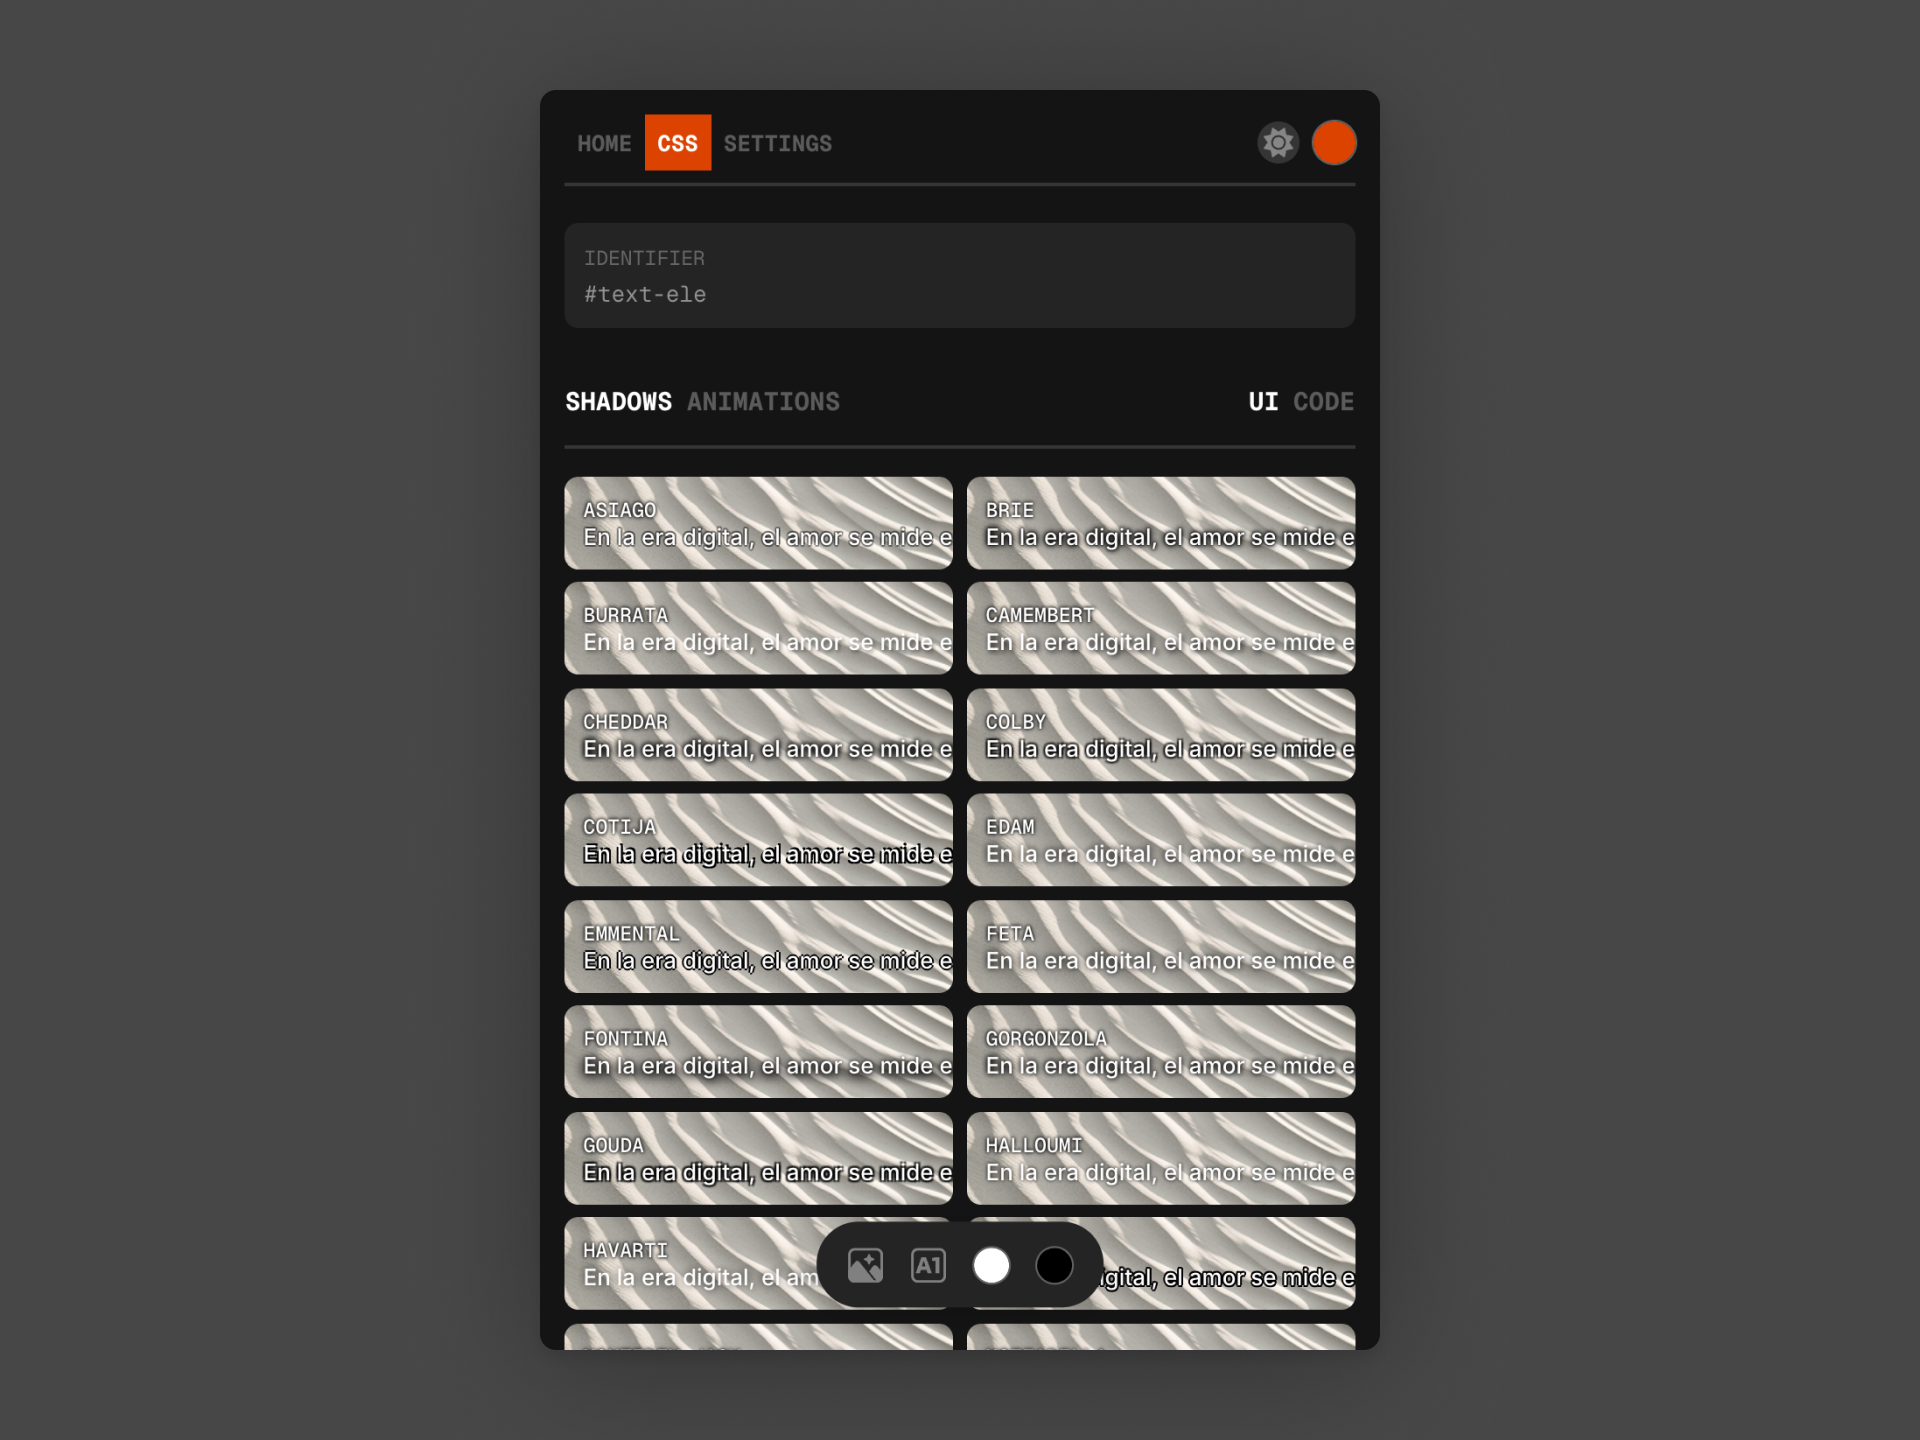 HOME CSS SETTINGS
IDENTIFIER
#text-ele
SHADOWS ANIMATIONS UI CODE
ASIAGO
En la era digital, el amor se mide e
BRIE
En la era digital, el amor se mide e
BURRATA
En la era digital, el amor se mide e
CAMEMBERT
En la era digital, el amor se mide e
CHEDDAR
En la era digital, el amor se mide e
COLBY
En la era digital, el amor se mide e
COTIJA
En la era digital, el amor se mide e
EDAM
En la era digital, el amor se mide e
EMMENTAL
En la era digital, el amor se mide e
FETA
En la era digital, el amor se mide e
FONTINA
En la era digital, el amor se mide e
GORGONZOLA
En la era digital, el amor se mide e
GOUDA
En la era digital, el amor se mide e
HALLOUMI
En la era digital, el amor se mide e
HAVARTI
En la era digital, el am
igital, el amor se mide e
A1